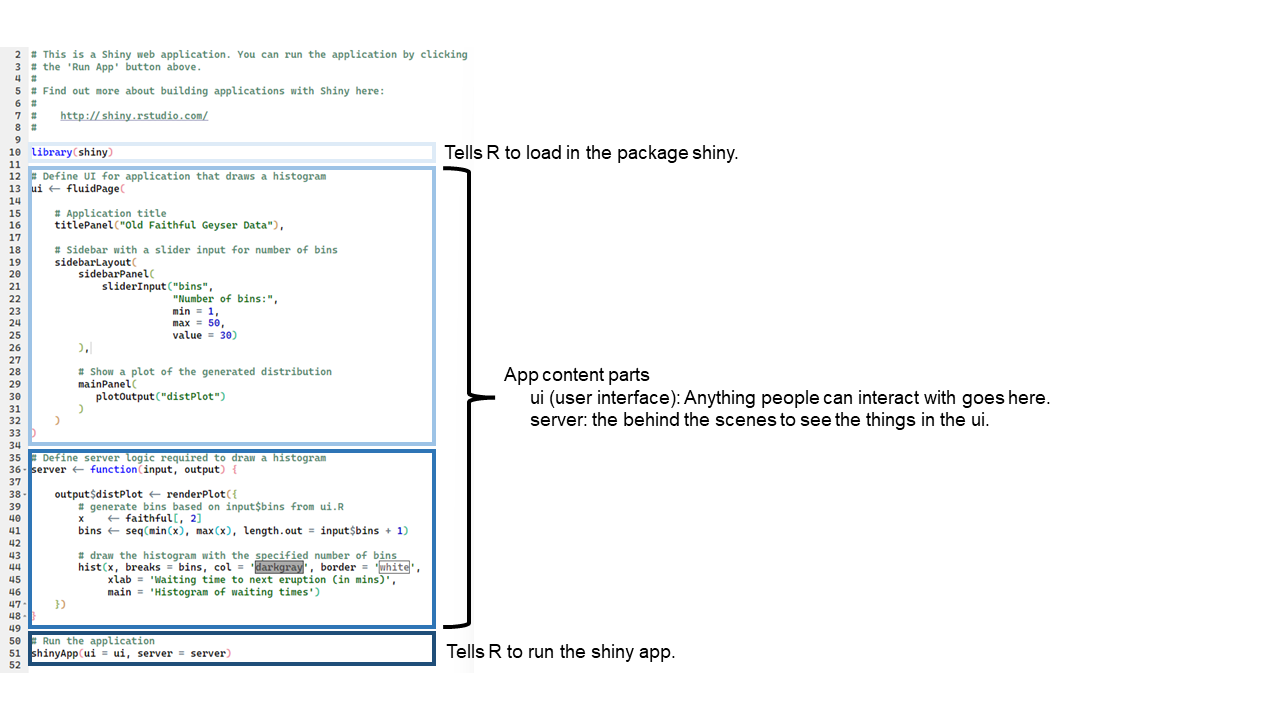 2 # This is a Shiny web application. You can run the application by clicking
3 # the 'Run App' button above.
4 #
5 # Find out more about building applications with Shiny here:
6 #
7 #    http://shiny.rstudio.com/
8 #
9
10 library(shiny)
Tells R to load in the package shiny.
11
12 # Define UI for application that draws a histogram
13 ui <- fluidPage(
14
15     # Application title
16     titlePanel("Old Faithful Geyser Data"),
17
18     # Sidebar with a slider input for number of bins
19     sidebarLayout(
20         sidebarPanel(
21             sliderInput("bins",
22                         "Number of bins:",
23                         min = 1,
24                         max = 50,
25                         value = 30)
26         ),
27
28         # Show a plot of the generated distribution
29         mainPanel(
30            plotOutput("distPlot")
31         )
32     )
33 )
34
App content parts
ui (user interface): Anything people can interact with goes here.
server: the behind the scenes to see the things in the ui.
35 # Define server logic required to draw a histogram
36 server <- function(input, output) {
37
38     output$distPlot <- renderPlot({
39         # generate bins based on input$bins from ui.R
40         x    <- faithful[, 2]
41         bins <- seq(min(x), max(x), length.out = input$bins + 1)
42
43         # draw the histogram with the specified number of bins
44         hist(x, breaks = bins, col = 'darkgray', border = 'white',
45              xlab = 'Waiting time to next eruption (in mins)',
46              main = 'Histogram of waiting times')
47     })
48 }
49
50 # Run the application
51 shinyApp(ui = ui, server = server)
Tells R to run the shiny app.
52